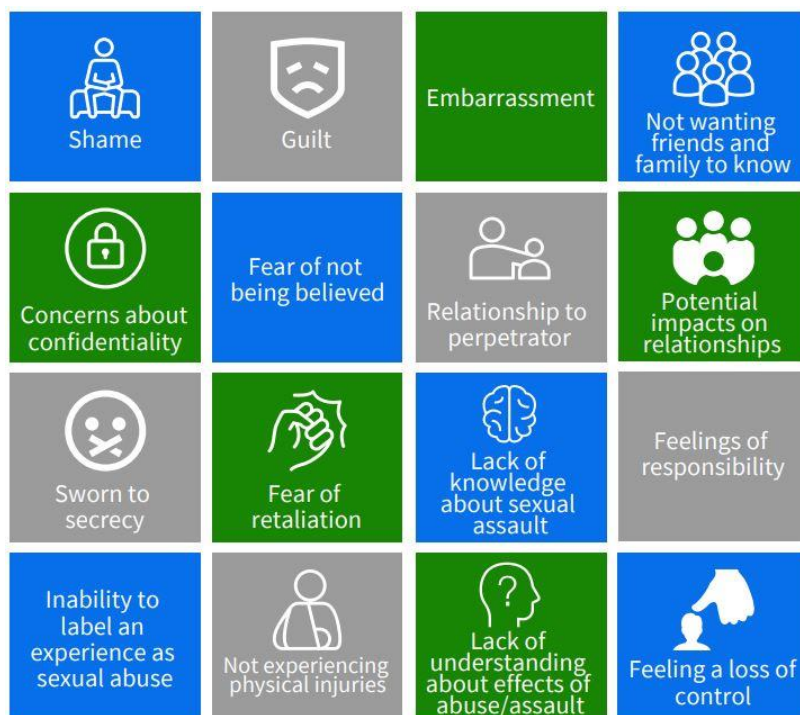 Shame
Guilt
Embarrassment
Not wanting
friends and
family to know
Concerns about
confidentiality
Fear of not
being believed
Relationship to
perpetrator
Potential
impacts on
relationships
Sworn to
secrecy
Fear of
retaliation
Lack of
knowledge
about sexual
assault
Feelings of
responsibility
Inability to
label an
experience as
sexual abuse
Not experiencing
physical injuries
?
Lack of
understanding
about effects of
abuse/assault
Feeling a loss of
control